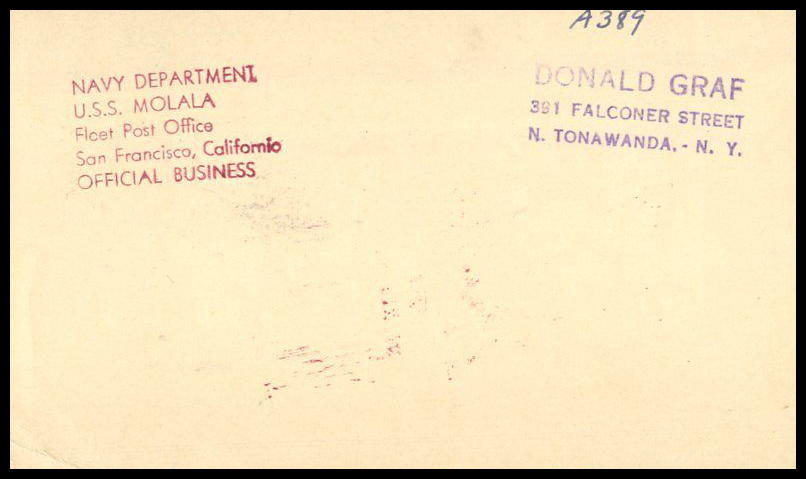 A389
NAVY DEPARTMENT
U.S.S. MOLALA
Fleet Post Office
San Francisco, California
OFFICIAL BUSINESS
DONALD GRAF
391 FALCONER STREET
N. TONAWANDA, - N. Y.